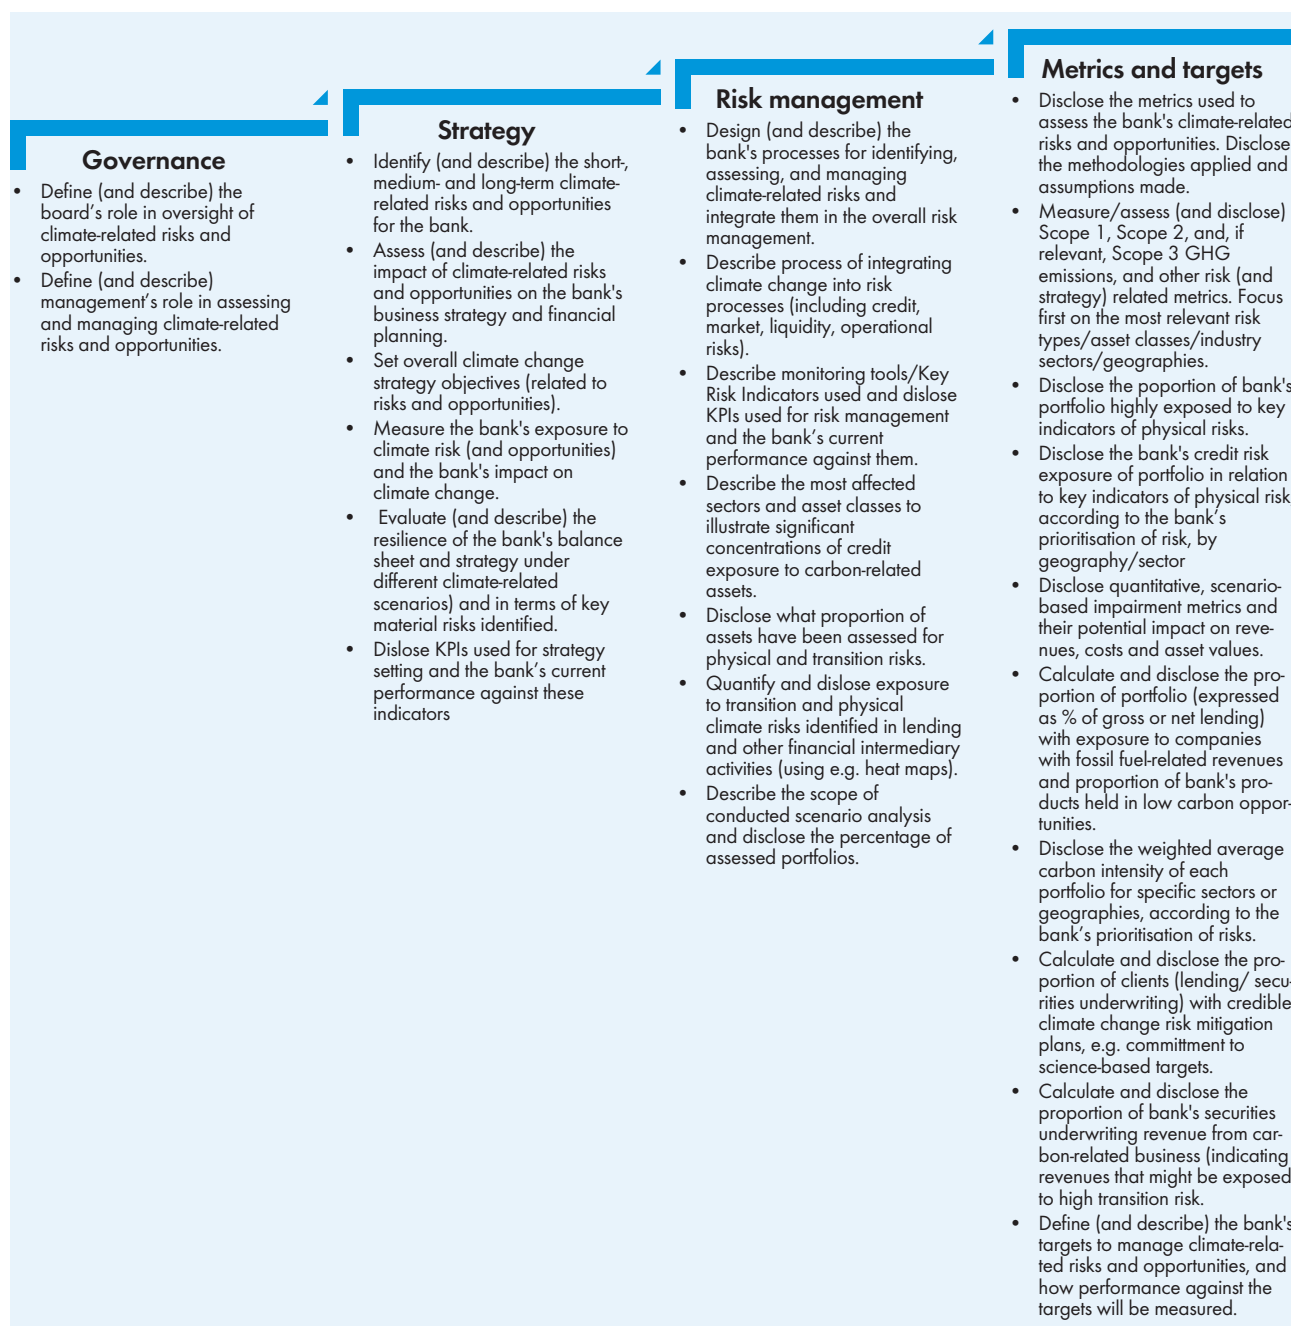 Governance
• Define (and describe) the
board’s role in oversight of
climate-related risks and
opportunities.
• Define (and describe)
management’s role in assessing
and managing climate-related
risks and opportunities.
Strategy
• Identify (and describe) the short-,
medium- and long-term climate-
related risks and opportunities
for the bank.
• Assess (and describe) the
impact of climate-related risks
and opportunities on the bank's
business strategy and financial
planning.
• Set overall climate change
strategy objectives (related to
risks and opportunities).
• Measure the bank's exposure to
climate risk (and opportunities)
and the bank's impact on
climate change.
• Evaluate (and describe) the
resilience of the bank's balance
sheet and strategy under
different climate-related
scenarios) and in terms of key
material risks identified.
• Dislose KPIs used for strategy
setting and the bank’s current
performance against these
indicators
Risk management
• Design (and describe) the
bank's processes for identifying,
assessing, and managing
climate-related risks and
integrate them in the overall risk
management.
• Describe process of integrating
climate change into risk
processes (including credit,
market, liquidity, operational
risks).
• Describe monitoring tools/Key
Risk Indicators used and dislose
KPIs used for risk management
and the bank’s current
performance against them.
• Describe the most affected
sectors and asset classes to
illustrate significant
concentrations of credit
exposure to carbon-related
assets.
• Disclose what proportion of
assets have been assessed for
physical and transition risks.
• Quantify and dislose exposure
to transition and physical
climate risks identified in lending
and other financial intermediary
activities (using e.g. heat maps).
• Describe the scope of
conducted scenario analysis
and disclose the percentage of
assessed portfolios.
Metrics and targets
• Disclose the metrics used to
assess the bank's climate-related
risks and opportunities. Disclose
the methodologies applied and
assumptions made.
• Measure/assess (and disclose)
Scope 1, Scope 2, and, if
relevant, Scope 3 GHG
emissions, and other risk (and
strategy) related metrics. Focus
first on the most relevant risk
types/asset classes/industry
sectors/geographies.
• Disclose the poportion of bank's
portfolio highly exposed to key
indicators of physical risks.
• Disclose the bank's credit risk
exposure of portfolio in relation
to key indicators of physical risk,
according to the bank’s
prioritisation of risk, by
geography/sector
• Disclose quantitative, scenario-
based impairment metrics and
their potential impact on reve-
nues, costs and asset values.
• Calculate and disclose the pro-
portion of portfolio (expressed
as % of gross or net lending)
with exposure to companies
with fossil fuel-related revenues
and proportion of bank's pro-
ducts held in low carbon oppor-
tunities.
• Disclose the weighted average
carbon intensity of each
portfolio for specific sectors or
geographies, according to the
bank’s prioritisation of risks.
• Calculate and disclose the pro-
portion of clients (lending/ secu-
rities underwriting) with credible
climate change risk mitigation
plans, e.g. committment to
science-based targets.
• Calculate and disclose the
proportion of bank's securities
underwriting revenue from car-
bon-related business (indicating
revenues that might be exposed
to high transition risk.
• Define (and describe) the bank's
targets to manage climate-rela-
ted risks and opportunities, and
how performance against the
targets will be measured.